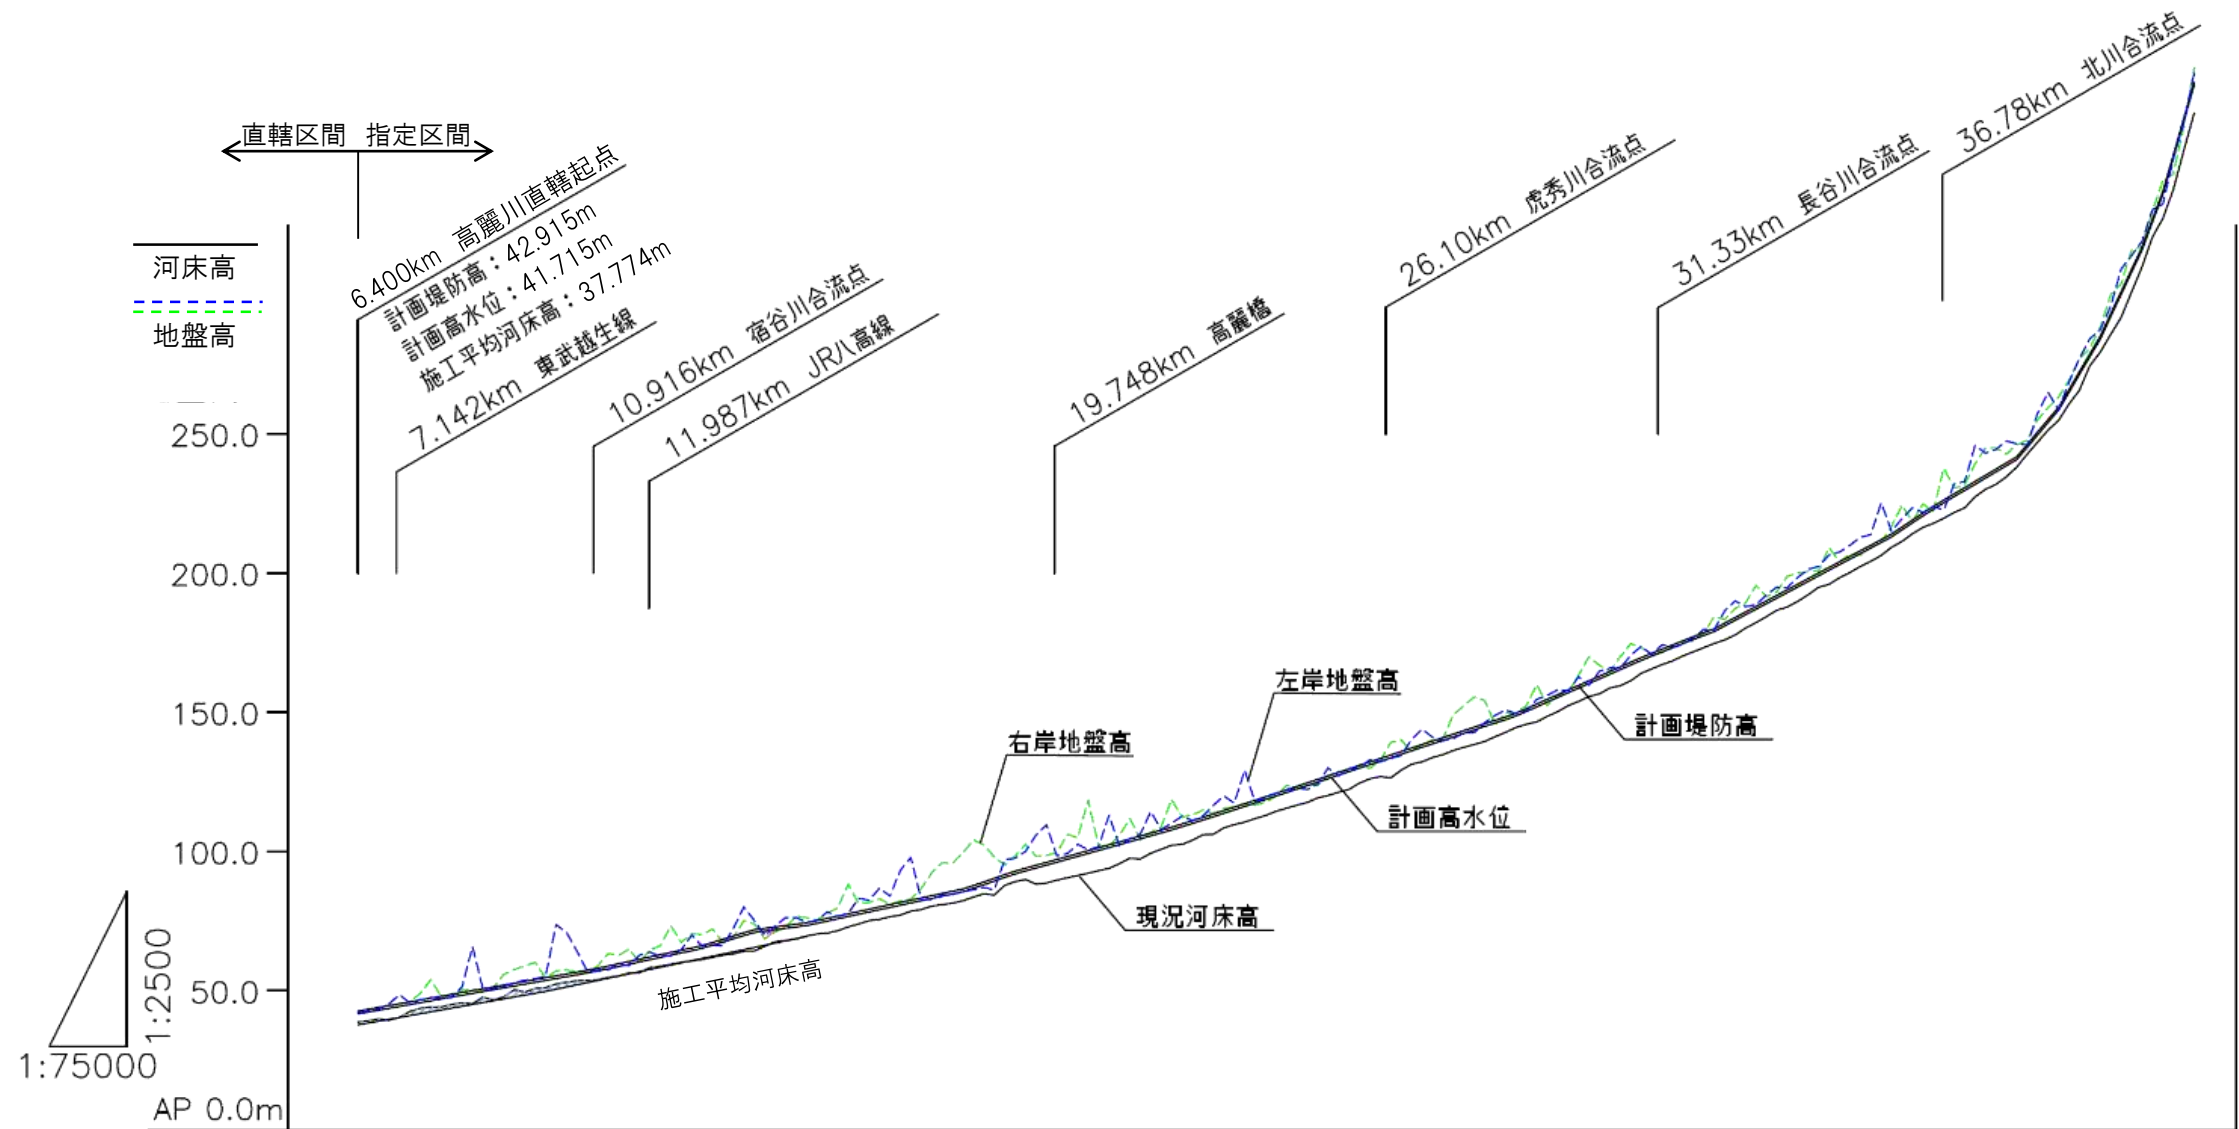 直轄区間 指定区間
6.400km 高麗川直轄起点
計画堤防高：42.915m
計画高水位：41.715m
施工平均河床高：37.774m
7.142km 東武越生線
10.916km 宿谷川合流点
11.987km JR八高線
19.748km 高麗橋
26.10km 虎秀川合流点
31.33km 長谷川合流点
36.78km 北川合流点
河床高
地盤高
250.0
200.0
150.0
100.0
50.0
AP 0.0m
1:2500
1:75000
左岸地盤高
右岸地盤高
計画堤防高
計画高水位
現況河床高
施工平均河床高